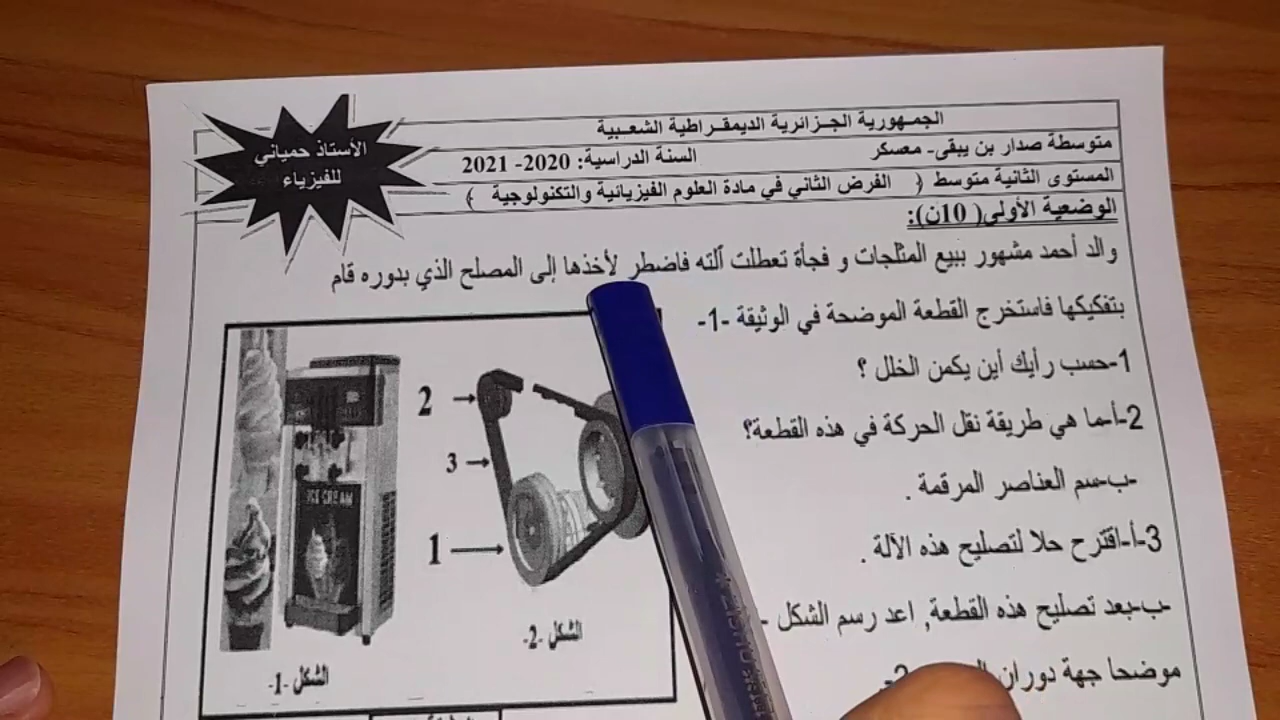 الجمهورية الجزائرية الديمقراطية الشعبية
متوسطة صدار بن يبقى- معسكر
السنة الدراسية: 2020- 2021
المستوى الثانية متوسط ( الفرض الثاني في مادة العلوم الفيزيائية والتكنولوجية )
الأستاذ حمياني
للفيزياء
الوضعية الأولى( 10ن):
والد أحمد مشهور ببيع المثلجات و فجأة تعطلت آلته فاضطر لأخذها إلى المصلح الذي بدوره قام
بتفكيكها فاستخرج القطعة الموضحة في الوثيقة -1-
1-حسب رأيك أين يكمن الخلل ؟
2-أ-ما هي طريقة نقل الحركة في هذه القطعة؟
-ب-سم العناصر المرقمة .
3-أ-اقترح حلا لتصليح هذه الآلة .
-ب-بعد تصليح هذه القطعة, اعد رسم الشكل -
موضحا جهة دوران
2
3
1
الشكل -2-
الشكل -1-